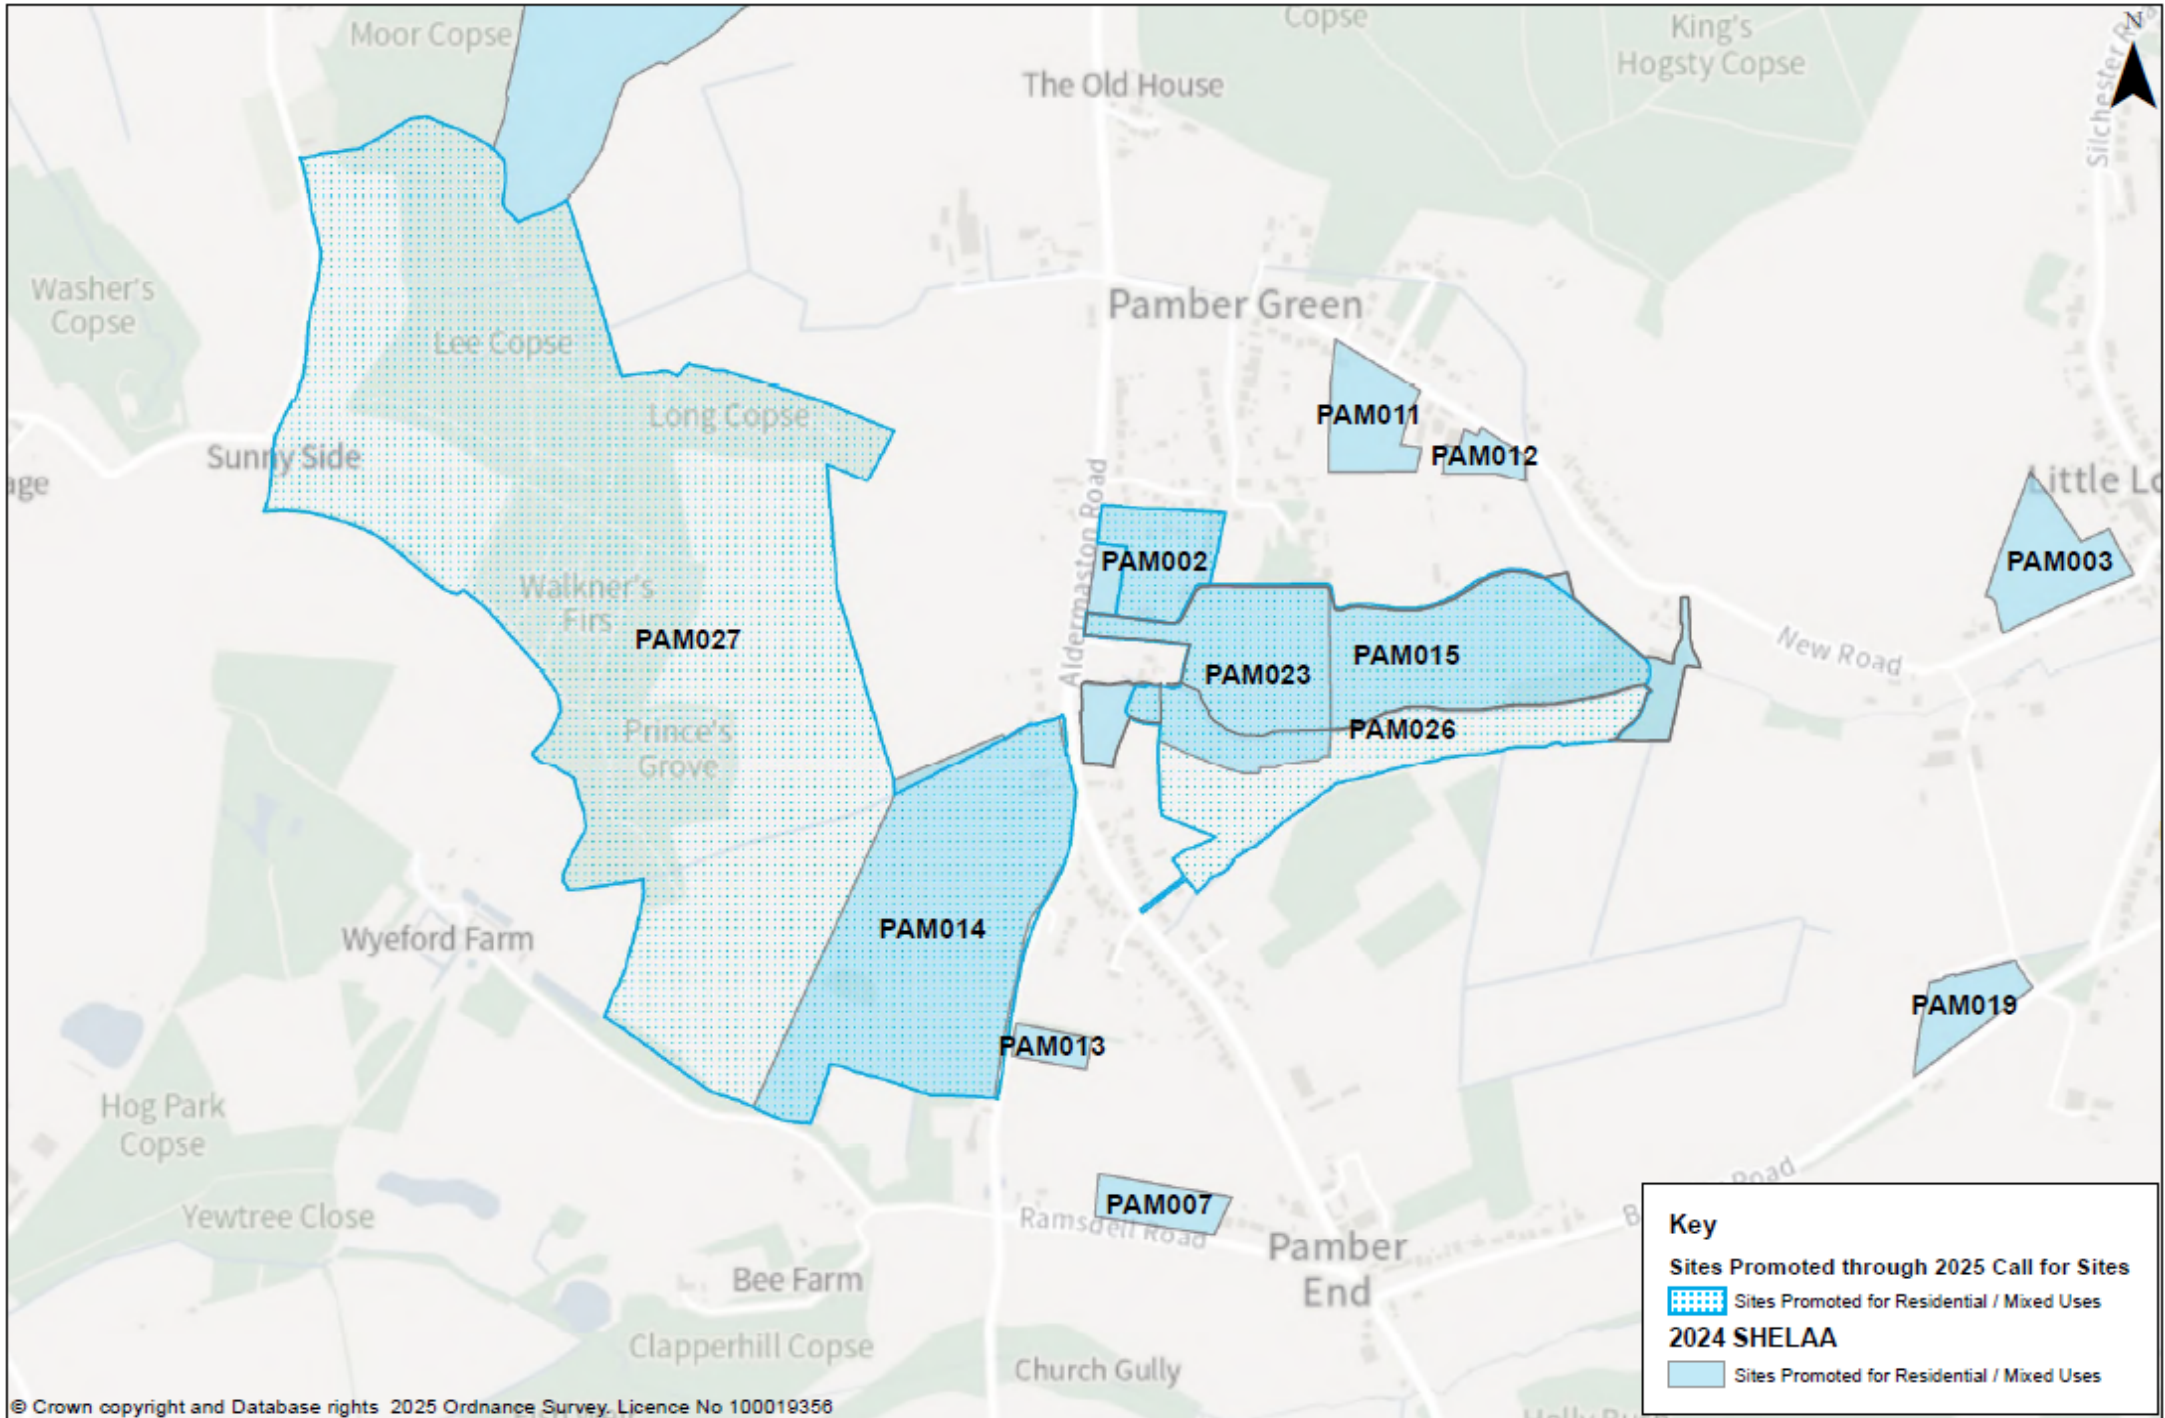 Moor Copse
Copse
King's
Hogsty Copse
N
The Old House
Silchester
Washer's
Copse
Pamber Green
Lee Copse
Long Copse
PAM011
PAM012
Sunny Side
age
Aldermaston Road
Little Lo
PAM002
PAM003
Walkner's
Firs
PAM027
PAM023
PAM015
New Road
PAM026
Prince's
Grove
PAM014
Wyeford Farm
PAM019
PAM013
Hog Park
Copse
Yewtree Close
PAM007
Ramsdell Road
Road
Pamber
End
Bee Farm
Clapperhill Copse
Church Gully
Key
Sites Promoted through 2025 Call for Sites
Sites Promoted for Residential / Mixed Uses
2024 SHELAA
Sites Promoted for Residential / Mixed Uses
© Crown copyright and Database rights 2025 Ordnance Survey. Licence No 100019356